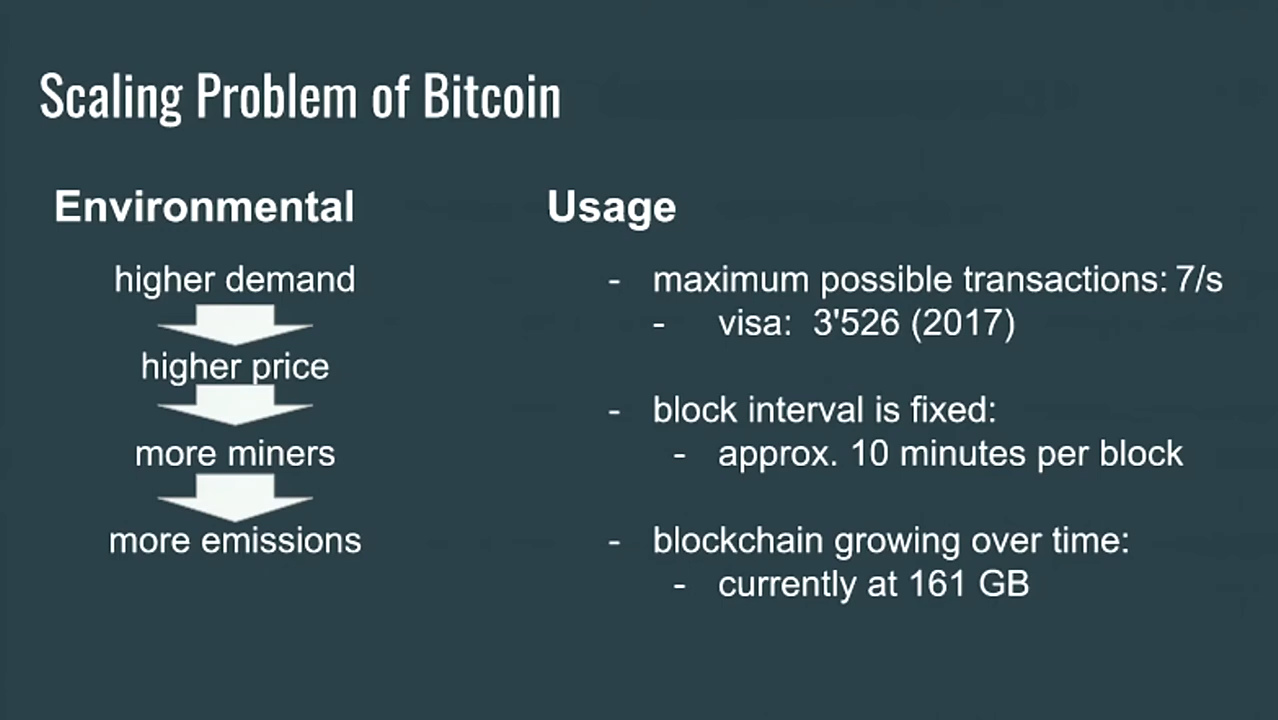 Scaling Problem of Bitcoin
Environmental
higher demand
higher price
more miners
more emissions
Usage
- maximum possible transactions: 7/s
- visa: 3'526 (2017)
- block interval is fixed:
- approx. 10 minutes per block
- blockchain growing over time:
- currently at 161 GB